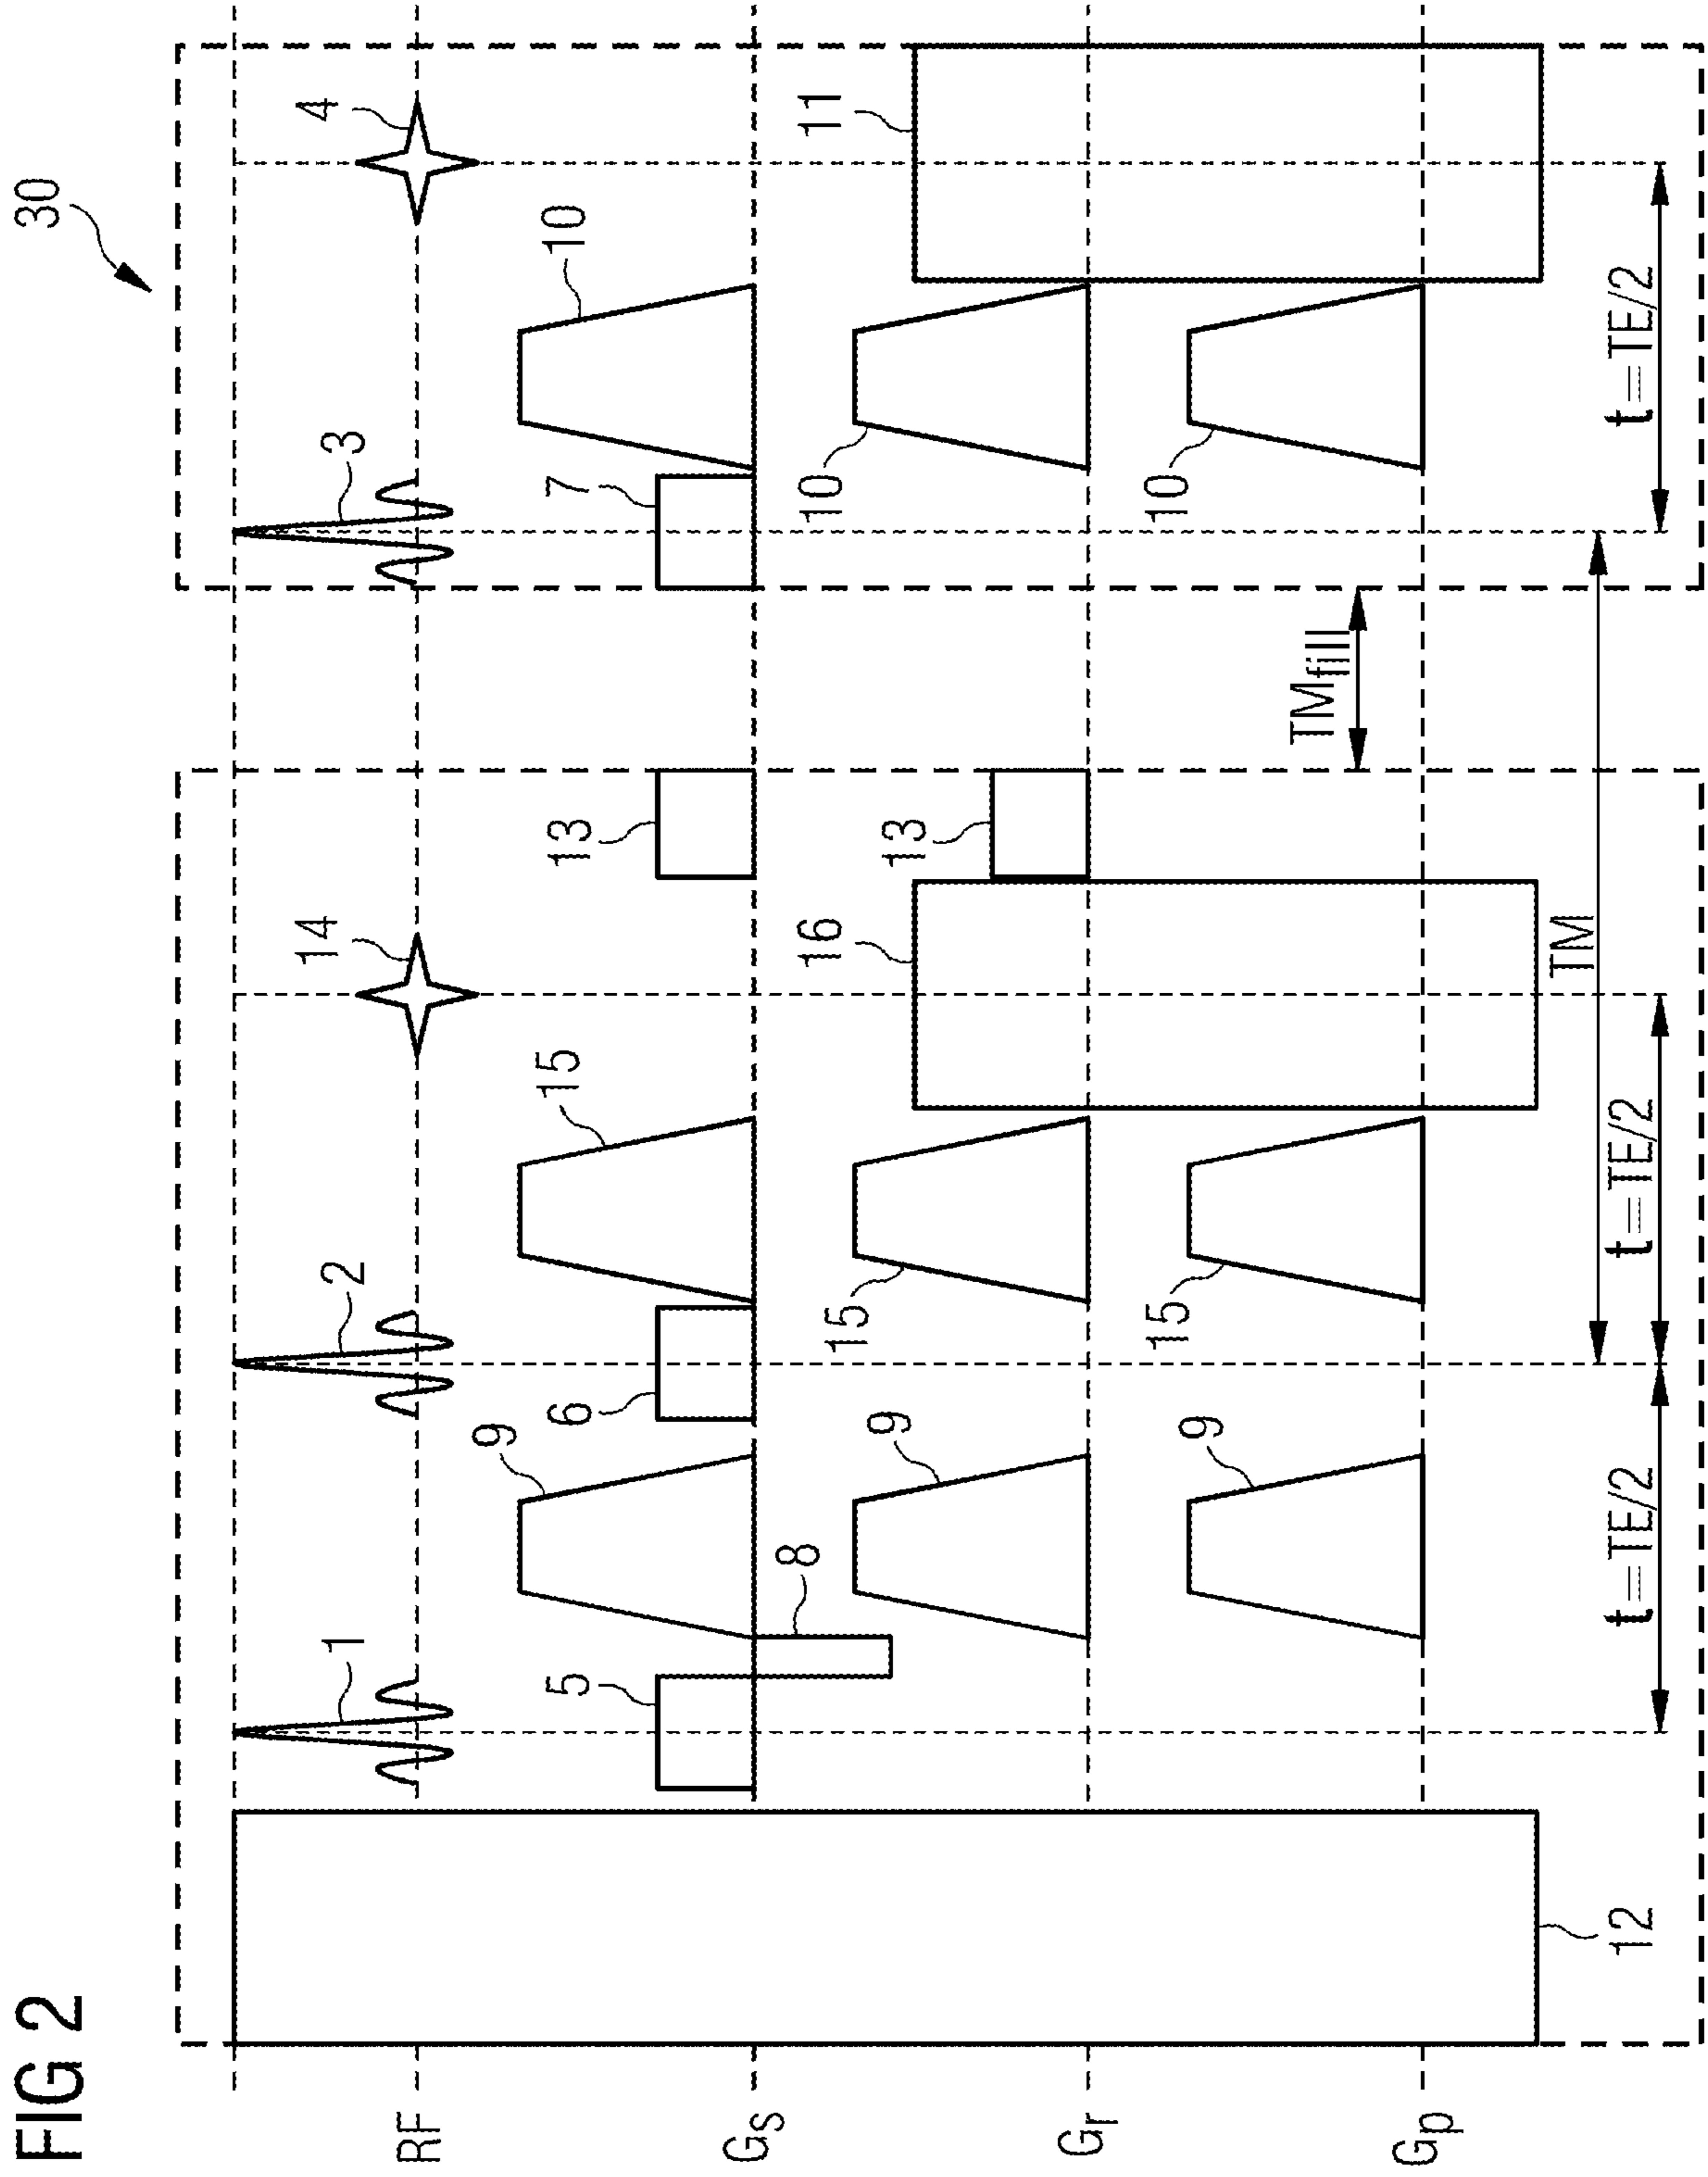 FIG 2
30
14 4
1 2 3
RF
9 15 10
5 6 13 7
Gs
8 15 16 10 11
9 13
Gr
15 10
9
TMfill
Gp
TM
12 t=TE/2 t=TE/2 t=TE/2